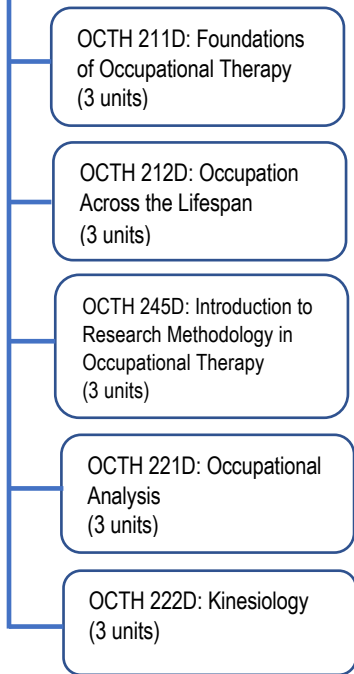 OCTH 211D: Foundations
of Occupational Therapy
(3 units)
OCTH 212D: Occupation
Across the Lifespan
(3 units)
OCTH 245D: Introduction to
Research Methodology in
Occupational Therapy
(3 units)
OCTH 221D: Occupational
Analysis
(3 units)
OCTH 222D: Kinesiology
(3 units)